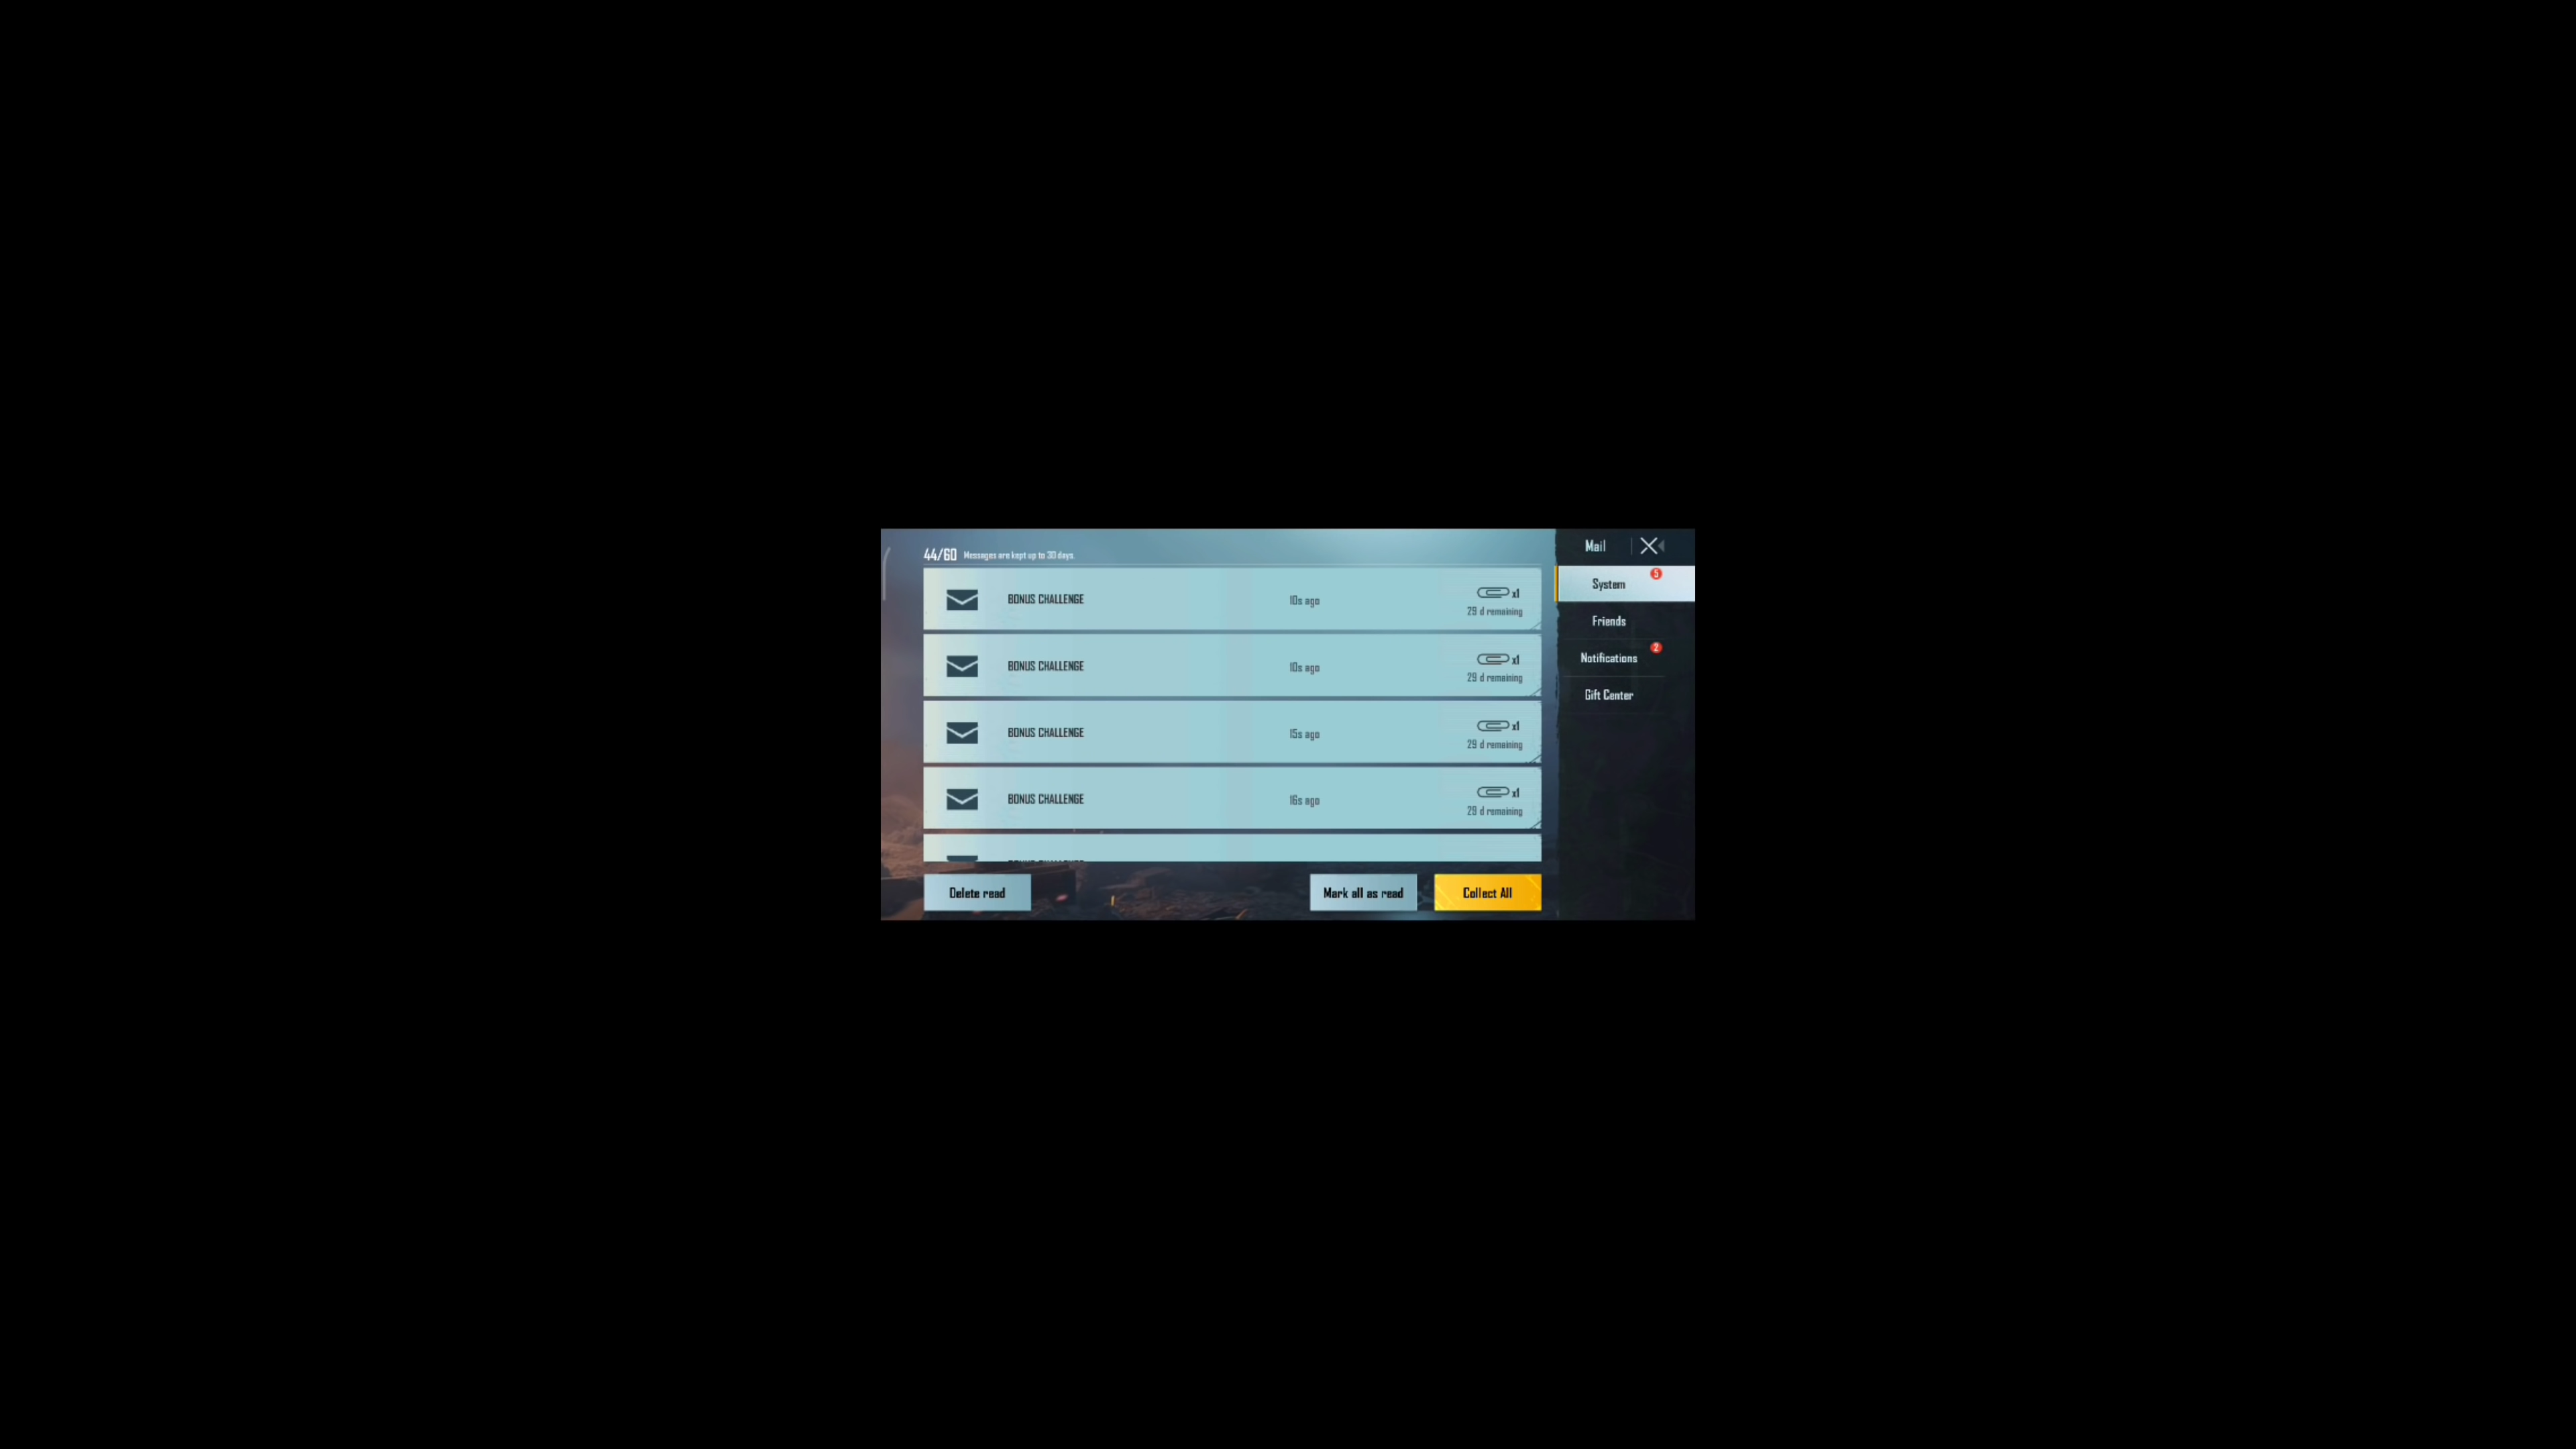 44/60 Messages are kept up to 30 days.
BONUS CHALLENGE 10s ago x1
29 d remaining
BONUS CHALLENGE 10s ago x1
29 d remaining
BONUS CHALLENGE 15s ago x1
29 d remaining
BONUS CHALLENGE 16s ago x1
29 d remaining
Delete read
Mark all as read
Collect All
Mail
System 5
Friends
Notifications 2
Gift Center